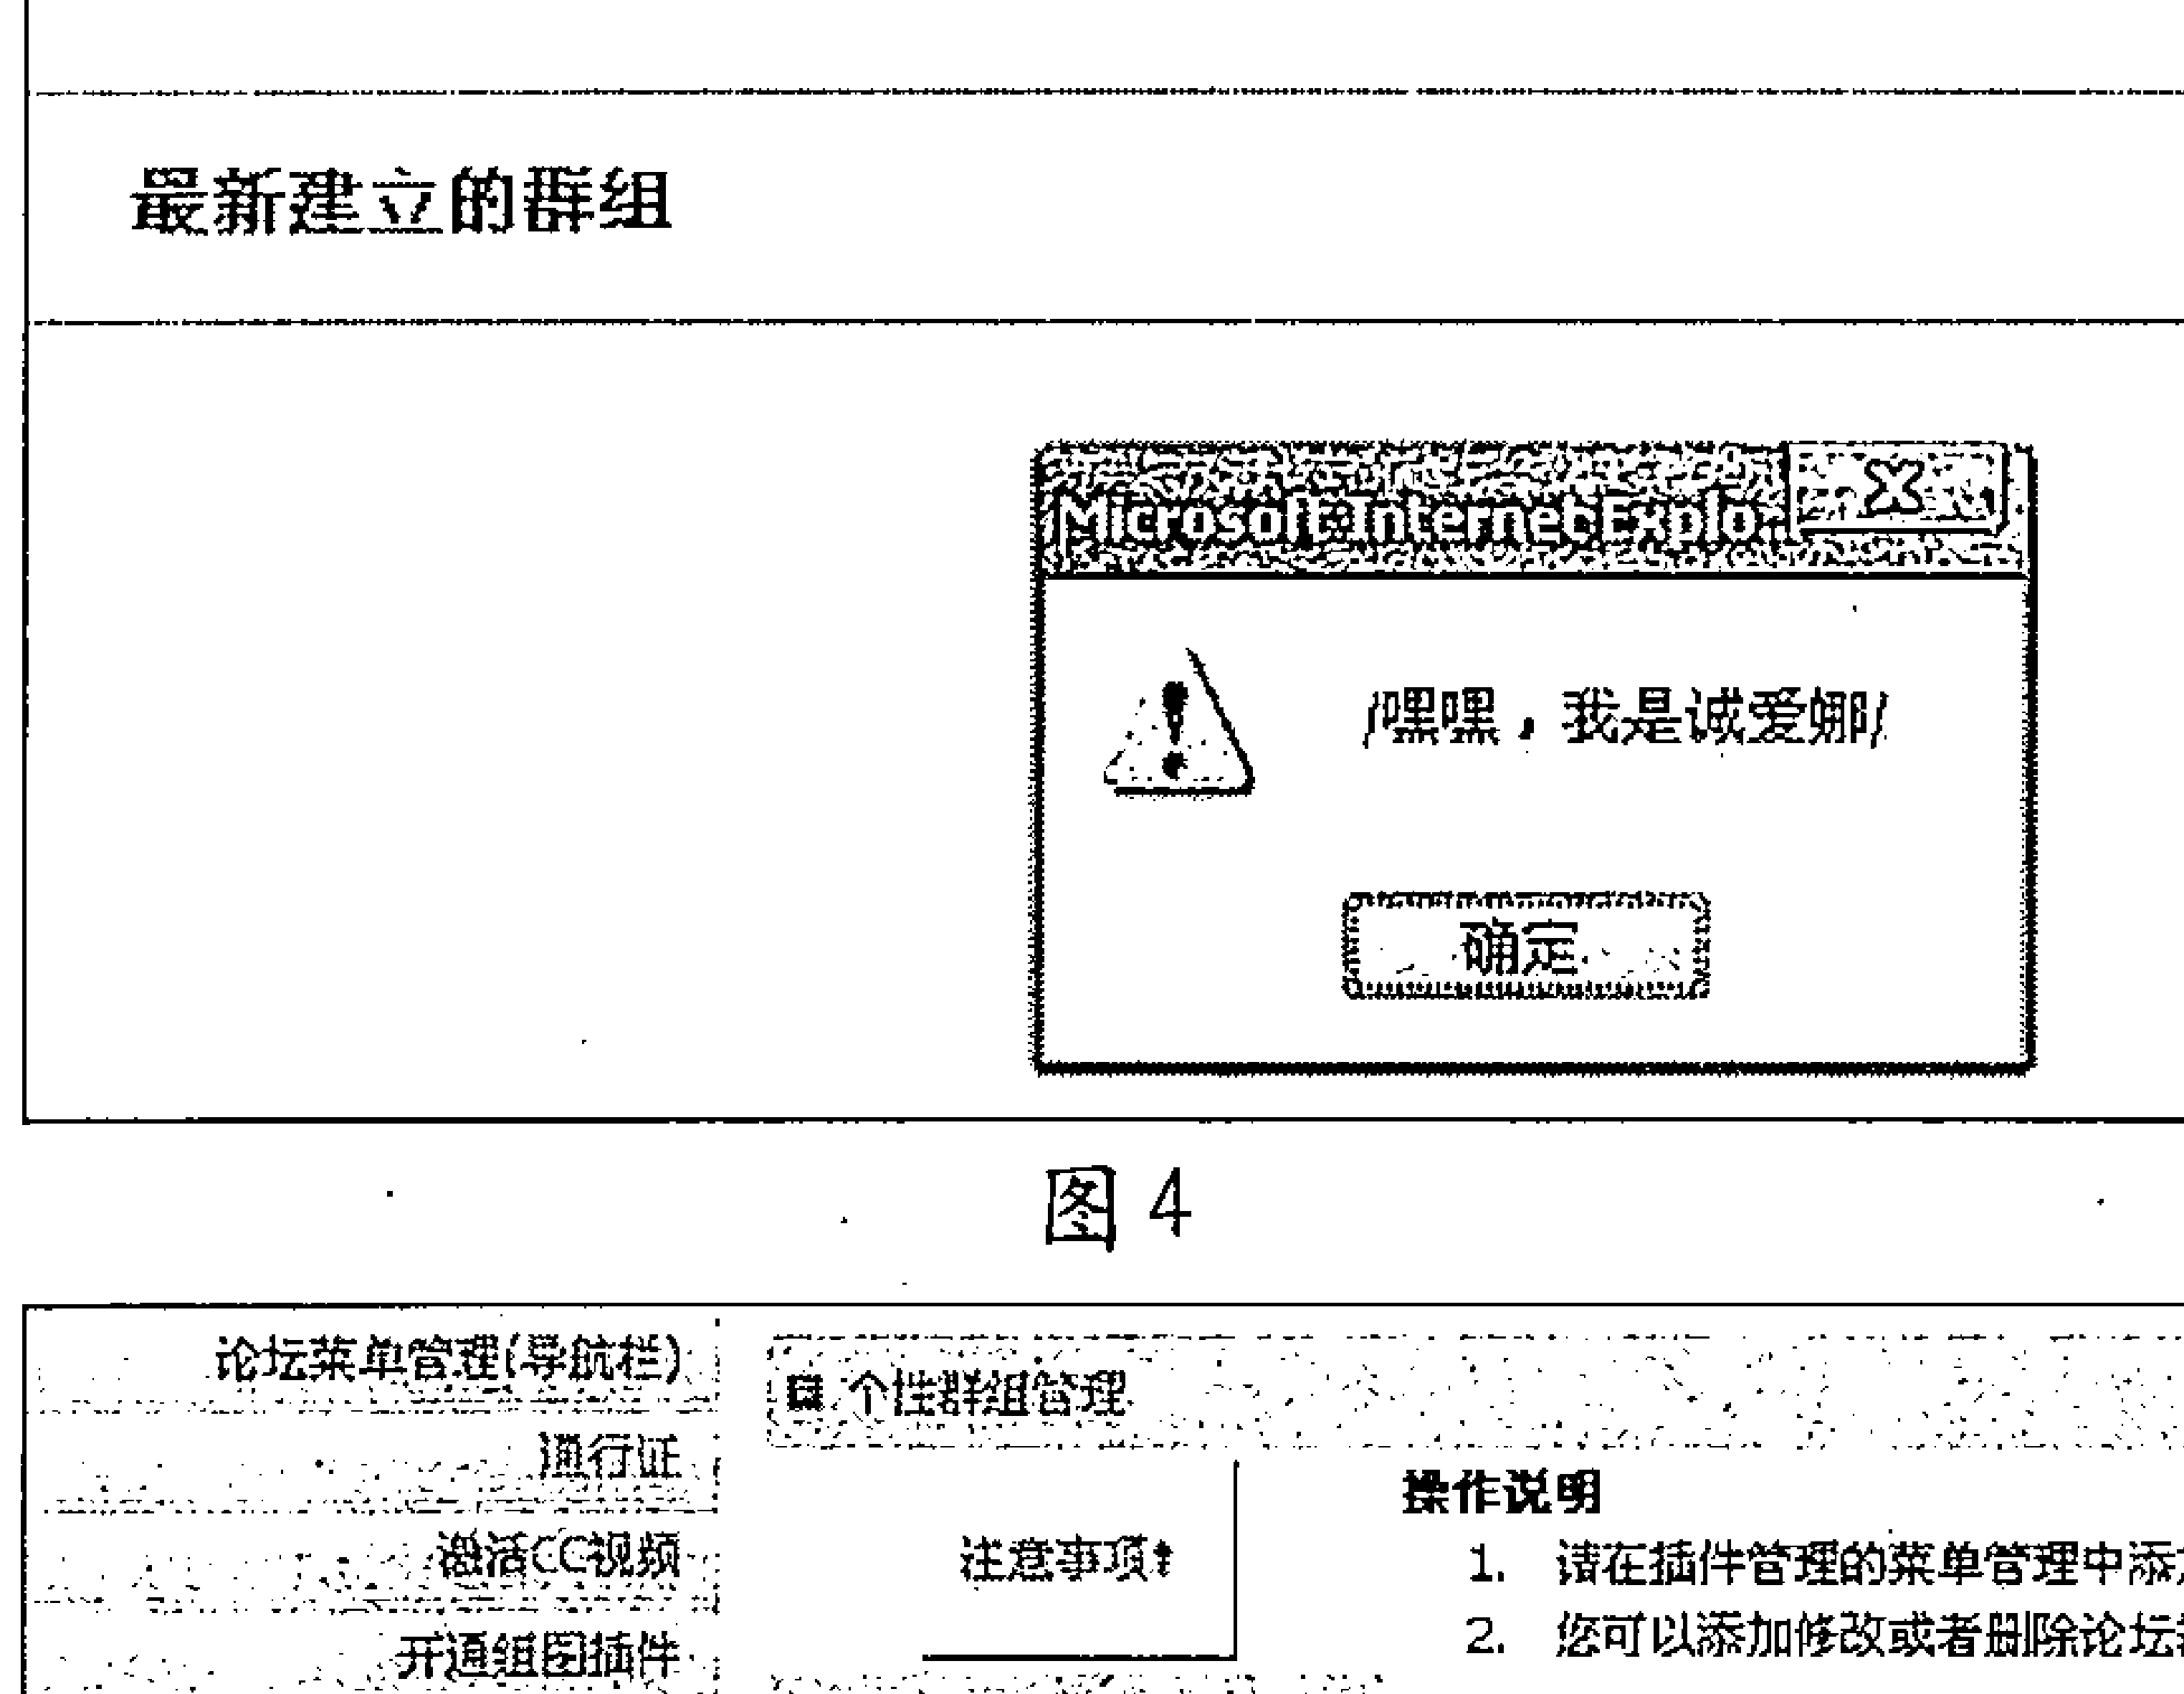 最新建立的群组
Microsoft Internet Explo
X
/嘿嘿，我是诚爱娜/
确定
图 4
论坛菜单管理(导航栏)
个性群组管理
通行证
操作说明
激活CC视频
注意事项:
1. 请在插件管理的菜单管理中添
2. 您可以添加修改或者删除论坛
开通组图插件